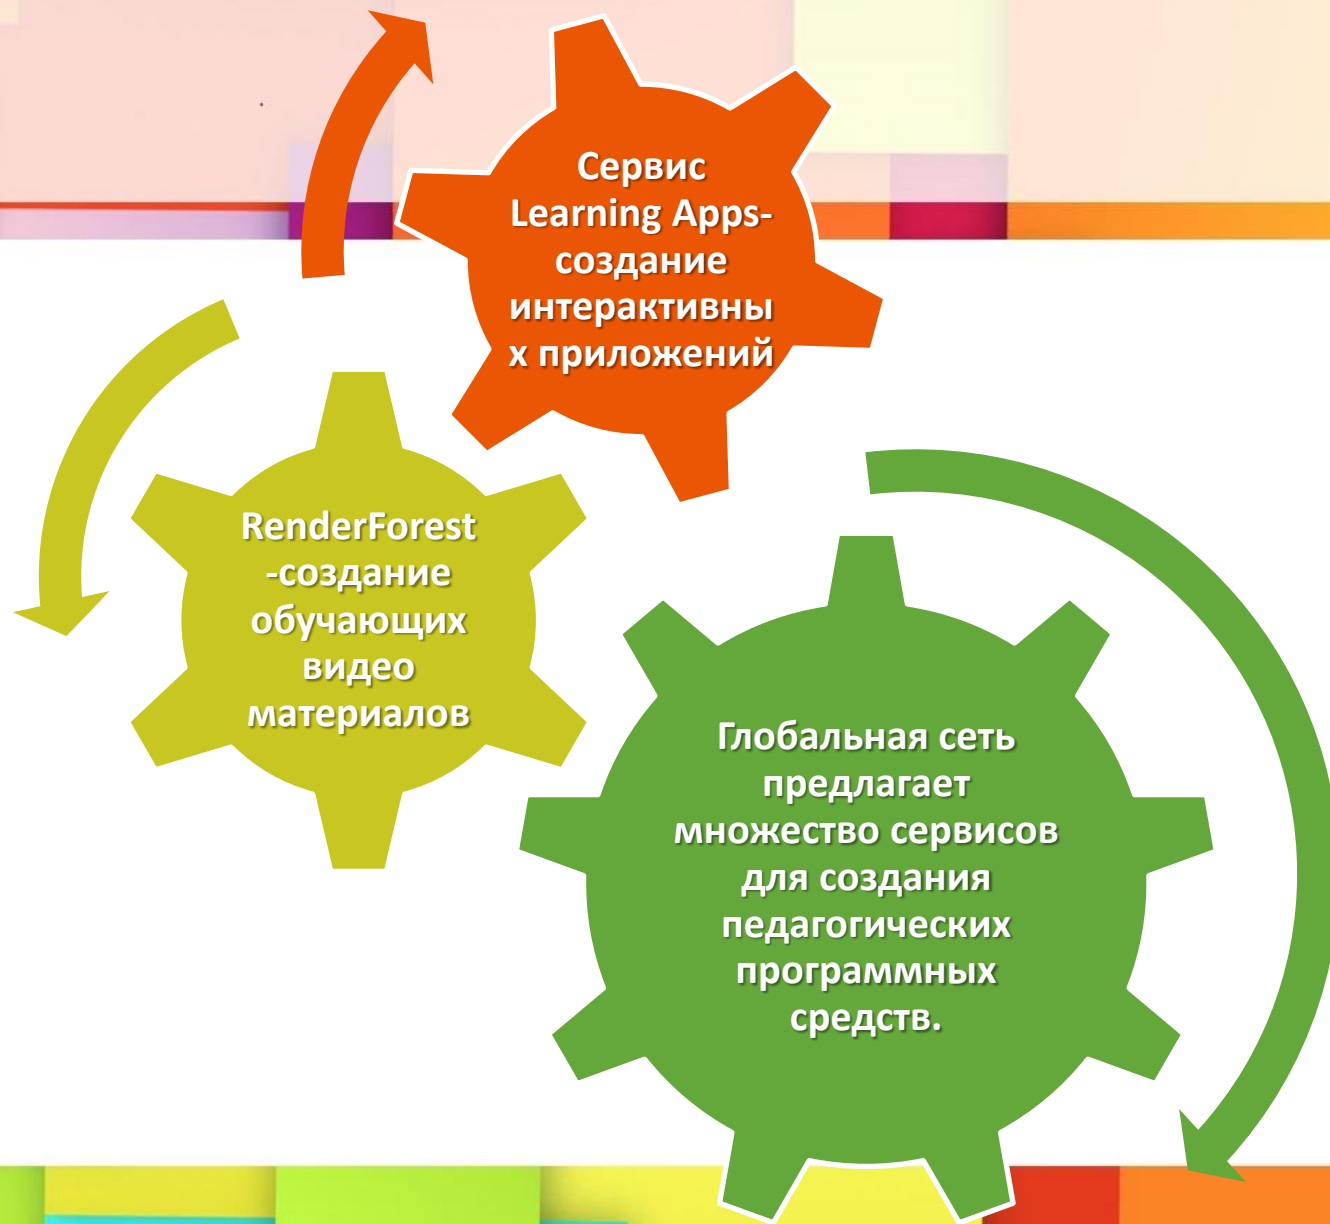 Сервис
Learning Apps-
создание
интерактивны
х приложений
RenderForest
-создание
обучающих
видео
материалов
Глобальная сеть
предлагает
множество сервисов
для создания
педагогических
программных
средств.